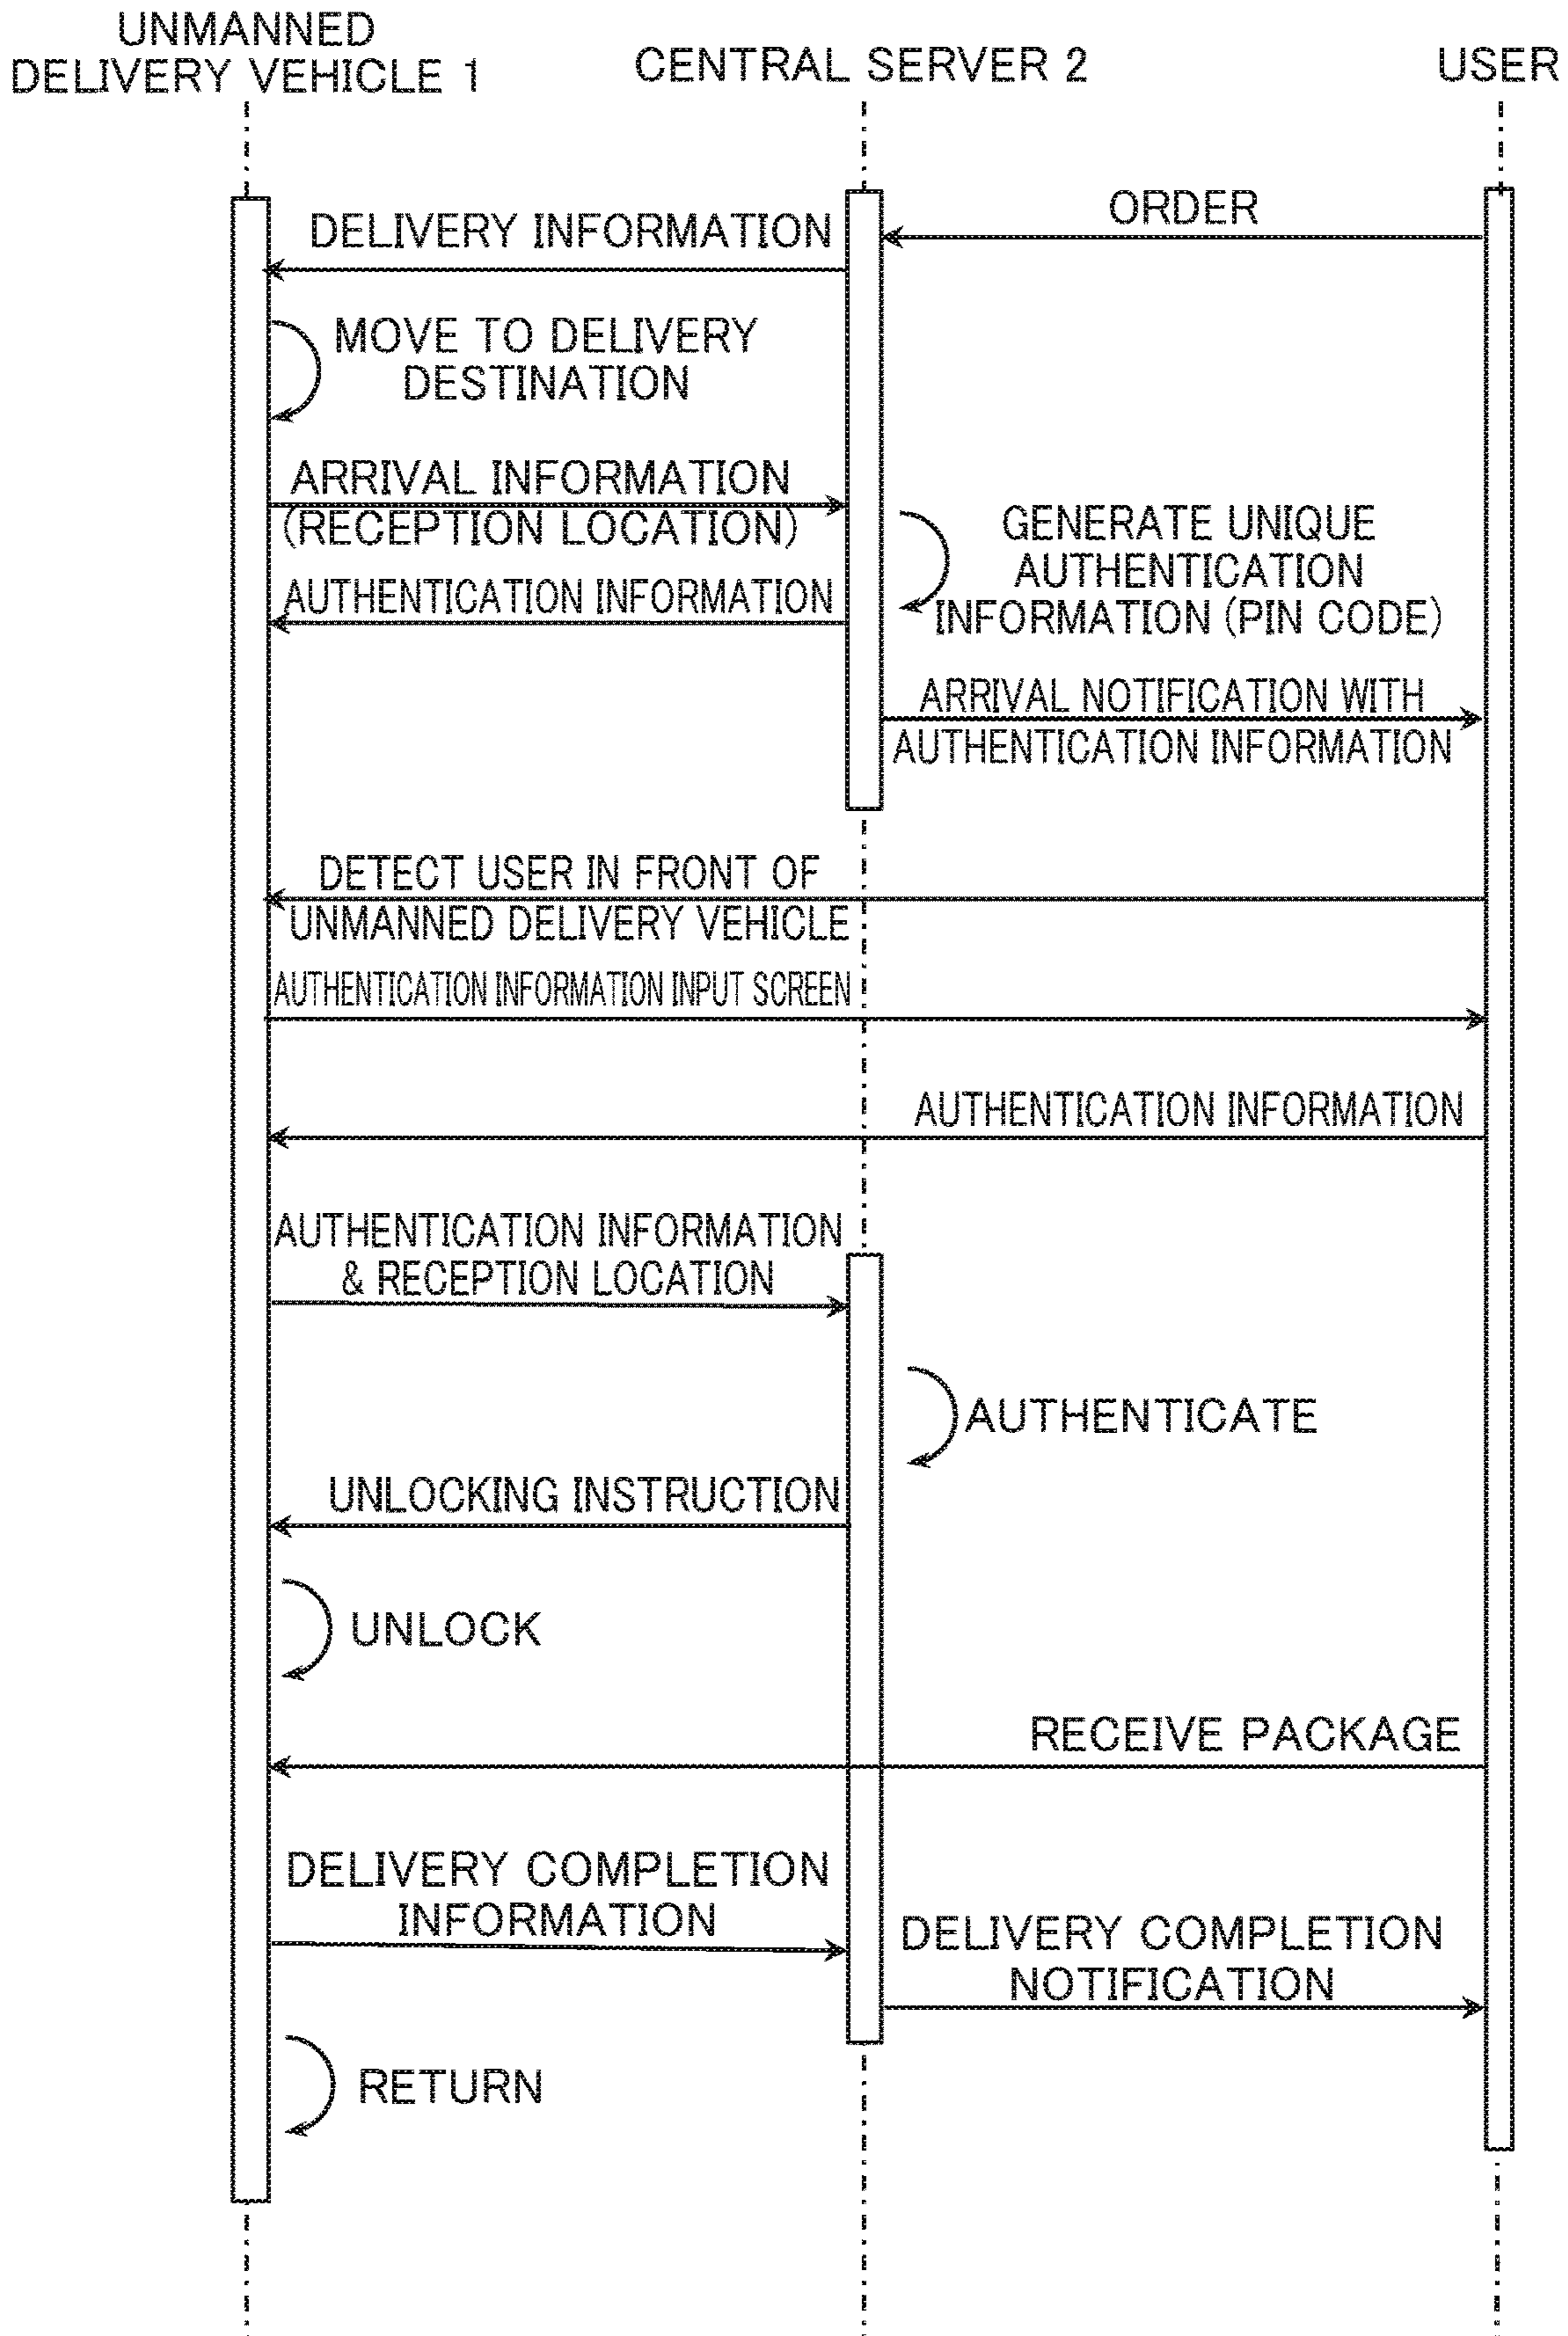 UNMANNED
DELIVERY VEHICLE 1
CENTRAL SERVER 2
USER
ORDER
DELIVERY INFORMATION
MOVE TO DELIVERY
DESTINATION
ARRIVAL INFORMATION
(RECEPTION LOCATION)
GENERATE UNIQUE
AUTHENTICATION
INFORMATION (PIN CODE)
AUTHENTICATION INFORMATION
ARRIVAL NOTIFICATION WITH
AUTHENTICATION INFORMATION
DETECT USER IN FRONT OF
UNMANNED DELIVERY VEHICLE
AUTHENTICATION INFORMATION INPUT SCREEN
AUTHENTICATION INFORMATION
AUTHENTICATION INFORMATION
& RECEPTION LOCATION
AUTHENTICATE
UNLOCKING INSTRUCTION
UNLOCK
RECEIVE PACKAGE
DELIVERY COMPLETION
INFORMATION
DELIVERY COMPLETION
NOTIFICATION
RETURN